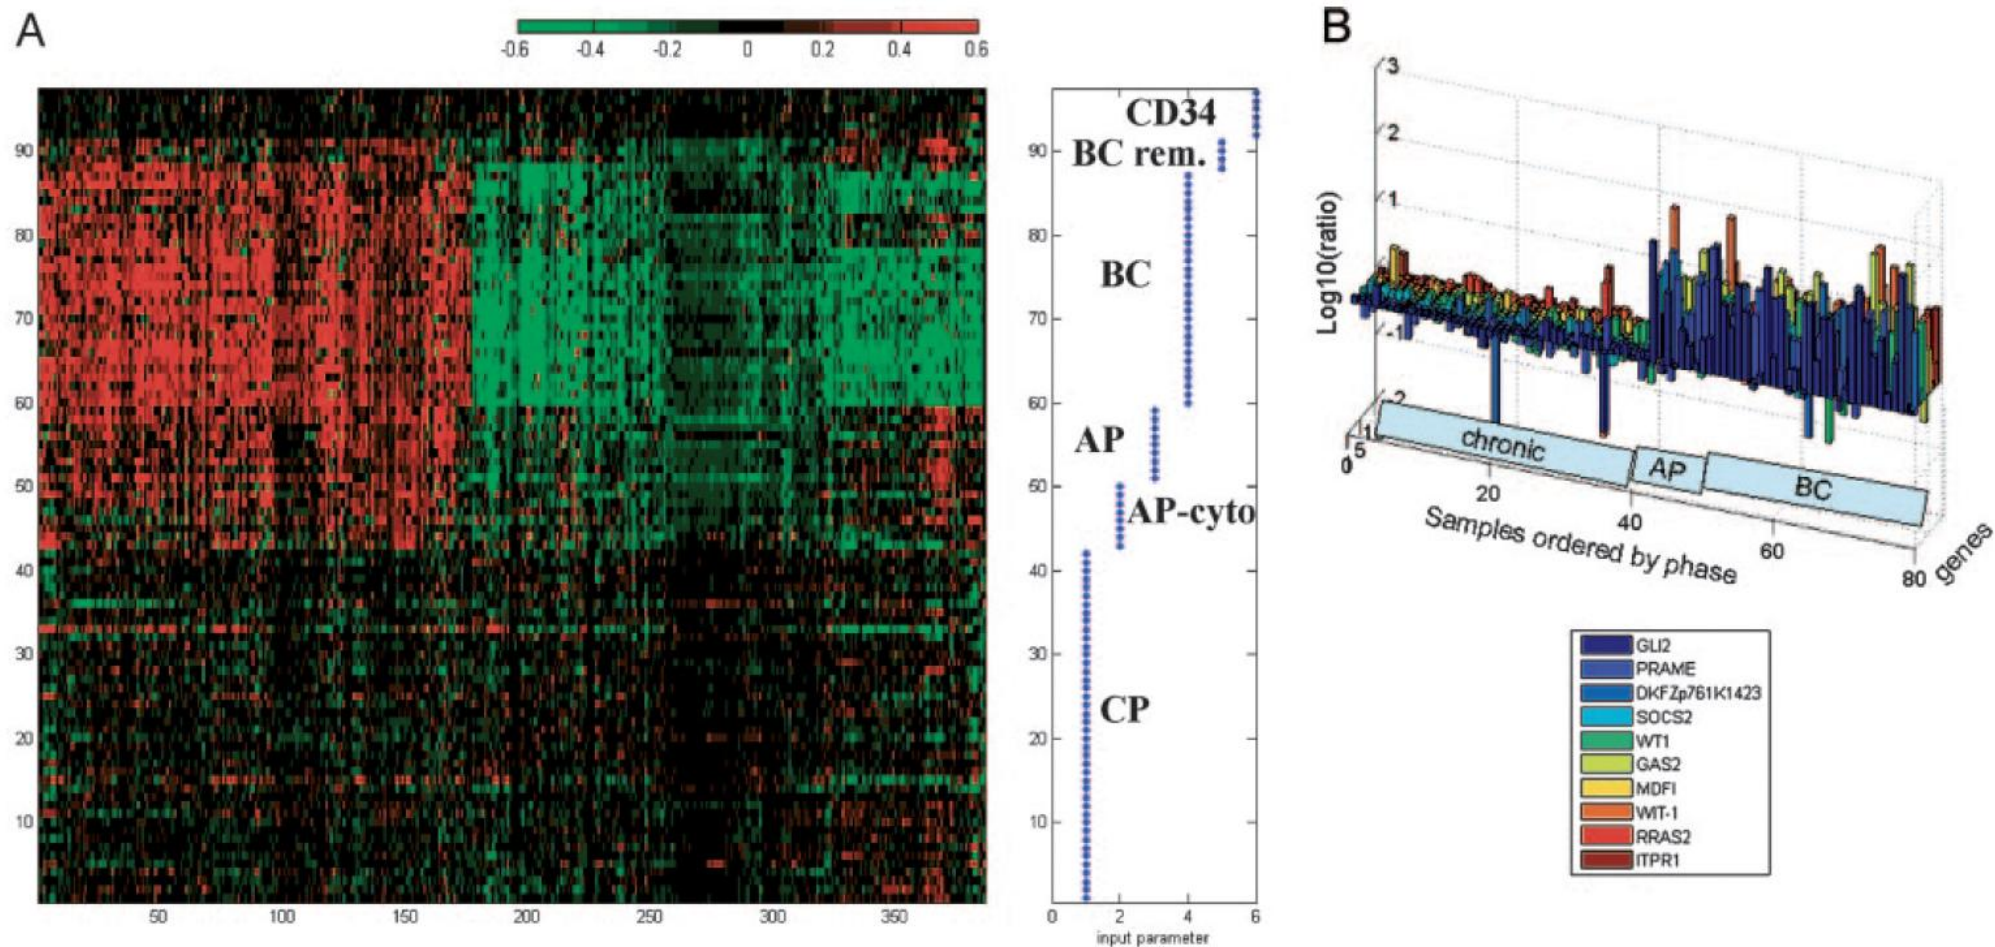 A
-0.6 -0.4 -0.2 0 0.2 0.4 0.6
90
80
70
60
50
40
30
20
10
50 100 150 200 250 300 350
90
80
70
60
50
40
30
20
10
CD34
BC rem.
BC
AP
AP-cyto
CP
0 2 4 6
input parameter
B
3
2
1
-1
2
Log10(ratio)
1
5
0
20
40
60
80
chronic
AP
BC
Samples ordered by phase
genes
GLI2
PRAME
DKFZp761K1423
SOCS2
WT1
GAS2
MDFI
WIT-1
RRAS2
ITPR1